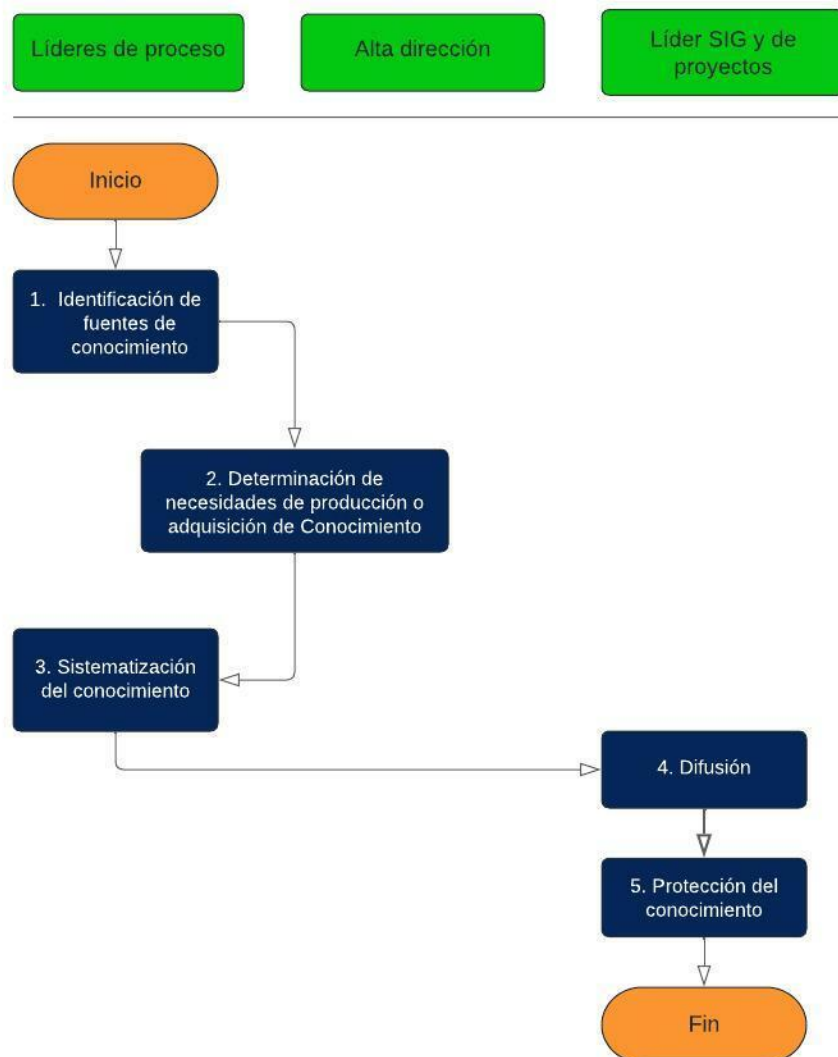 Líderes de proceso
Alta dirección
Líder SIG y de
proyectos
Inicio
1. Identificación de
fuentes de
conocimiento
2. Determinación de
necesidades de producción o
adquisición de Conocimiento
3. Sistematización
del conocimiento
4. Difusión
5. Protección del
conocimiento
Fin